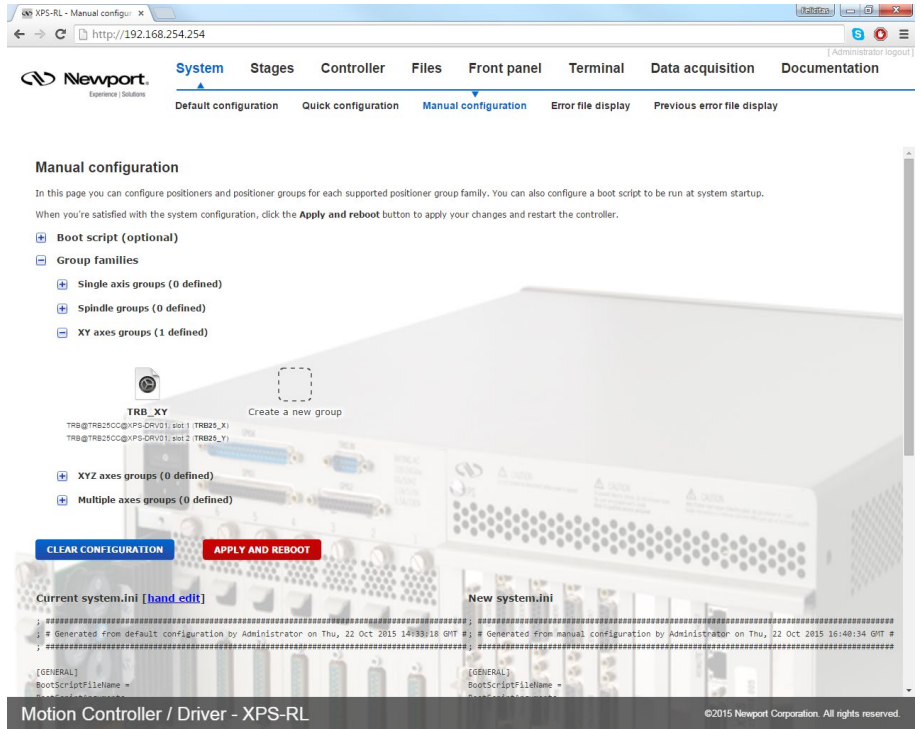 XPS-RL - Manual configur ×
Felicitas
http://192.168.254.254
[ Administrator logout ]
Newport.
Experience | Solutions
System Stages Controller Files Front panel Terminal Data acquisition Documentation
Default configuration Quick configuration Manual configuration Error file display Previous error file display
Manual configuration
In this page you can configure positioners and positioner groups for each supported positioner group family. You can also configure a boot script to be run at system startup.
When you're satisfied with the system configuration, click the Apply and reboot button to apply your changes and restart the controller.
Boot script (optional)
Group families
Single axis groups (0 defined)
Spindle groups (0 defined)
XY axes groups (1 defined)
TRB_XY
Create a new group
TRB@TRB25CC@XPS-DRV01, slot 1 (TRB25_X)
TRB@TRB25CC@XPS-DRV01, slot 2 (TRB25_Y)
XYZ axes groups (0 defined)
Multiple axes groups (0 defined)
CLEAR CONFIGURATION APPLY AND REBOOT
Current system.ini [hand edit]
; # Generated from default configuration by Administrator on Thu, 22 Oct 2015 14:33:18 GMT #
[GENERAL]
BootScriptFileName =
New system.ini
; # Generated from manual configuration by Administrator on Thu, 22 Oct 2015 16:40:34 GMT #
[GENERAL]
BootScriptFileName =
Motion Controller / Driver - XPS-RL
©2015 Newport Corporation. All rights reserved.